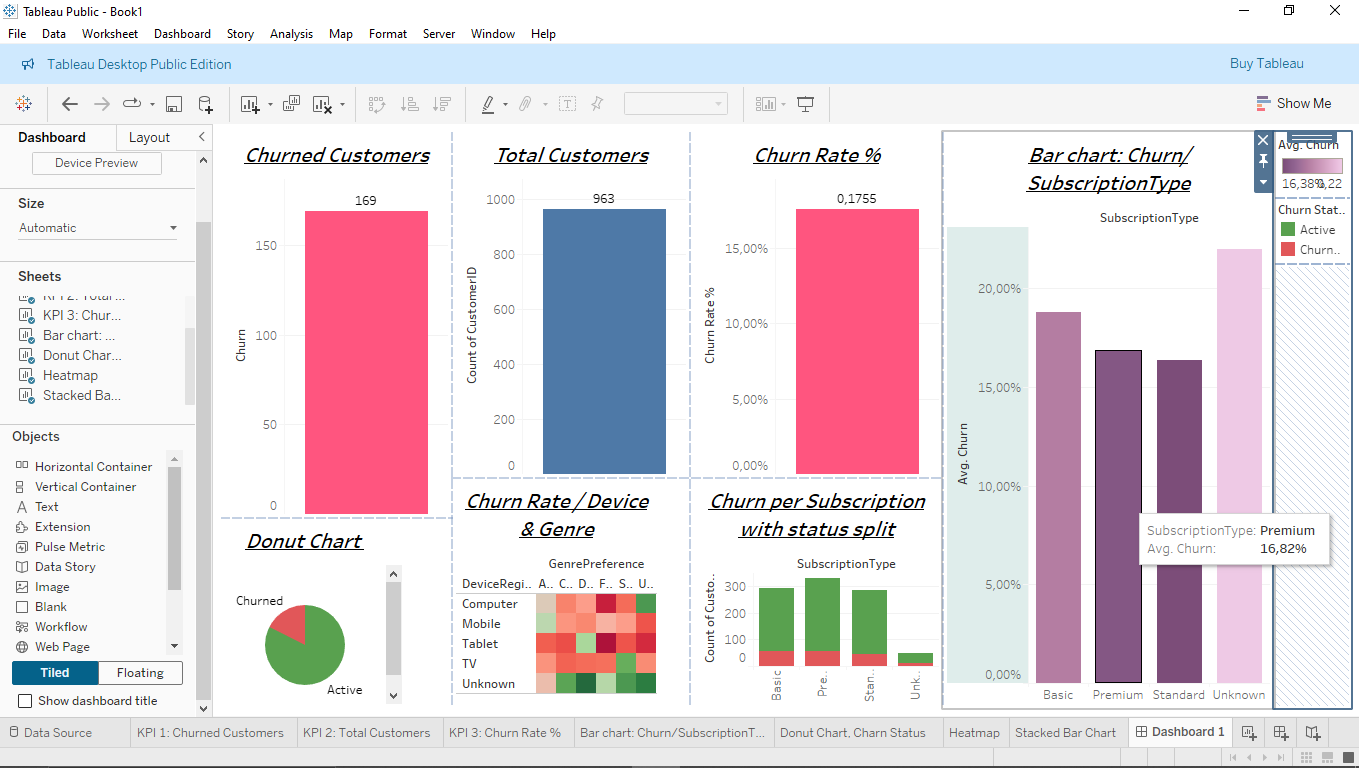 Tableau Public - Book1
File Data Worksheet Dashboard Story Analysis Map Format Server Window Help
Tableau Desktop Public Edition
Buy Tableau
Show Me
Dashboard
Layout
Device Preview
Size
Automatic
Sheets
KPI 2: Total ...
KPI 3: Chur...
Bar chart: ...
Donut Char...
Heatmap
Stacked Ba...
Objects
Horizontal Container
Vertical Container
Text
Extension
Pulse Metric
Data Story
Image
Blank
Workflow
Web Page
Tiled
Floating
Show dashboard title
Churned Customers
169
150
100
50
0
Churn
Total Customers
963
1000
800
600
400
200
0
Count of CustomerID
Churn Rate %
0,1755
15,00%
10,00%
5,00%
0,00%
Churn Rate %
Bar chart: Churn/
SubscriptionType
SubscriptionType
20,00%
15,00%
10,00%
5,00%
0,00%
Avg. Churn
Basic
Premium
Standard
Unknown
SubscriptionType: Premium
Avg. Churn: 16,82%
Avg. Churn
16,38%
0,22
Churn Stat..
Active
Churn..
Donut Chart
Churned
Active
Churn Rate / Device
& Genre
GenrePreference
DeviceRegi.. A.. C.. D.. F.. S.. U..
Computer
Mobile
Tablet
TV
Unknown
Churn per Subscription
with status split
SubscriptionType
300
200
100
0
Count of Custo..
Basic
Pre..
Stan..
Unk..
Data Source
KPI 1: Churned Customers
KPI 2: Total Customers
KPI 3: Churn Rate %
Bar chart: Churn/SubscriptionT...
Donut Chart, Charn Status
Heatmap
Stacked Bar Chart
Dashboard 1